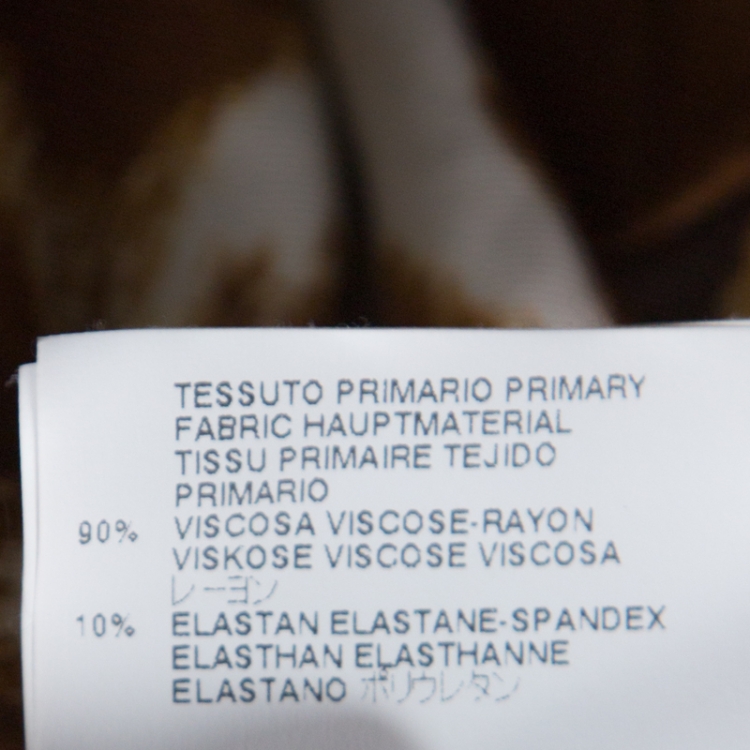 TESSUTO PRIMARIO PRIMARY
FABRIC HAUPTMATERIAL
TISSU PRIMAIRE TEJIDO
PRIMARIO
90% VISCOSA VISCOSE-RAYON
VISKOSE VISCOSE VISCOSA
レーヨン
10% ELASTAN ELASTANE-SPANDEX
ELASTHAN ELASTHANNE
ELASTANO ポリウレタン